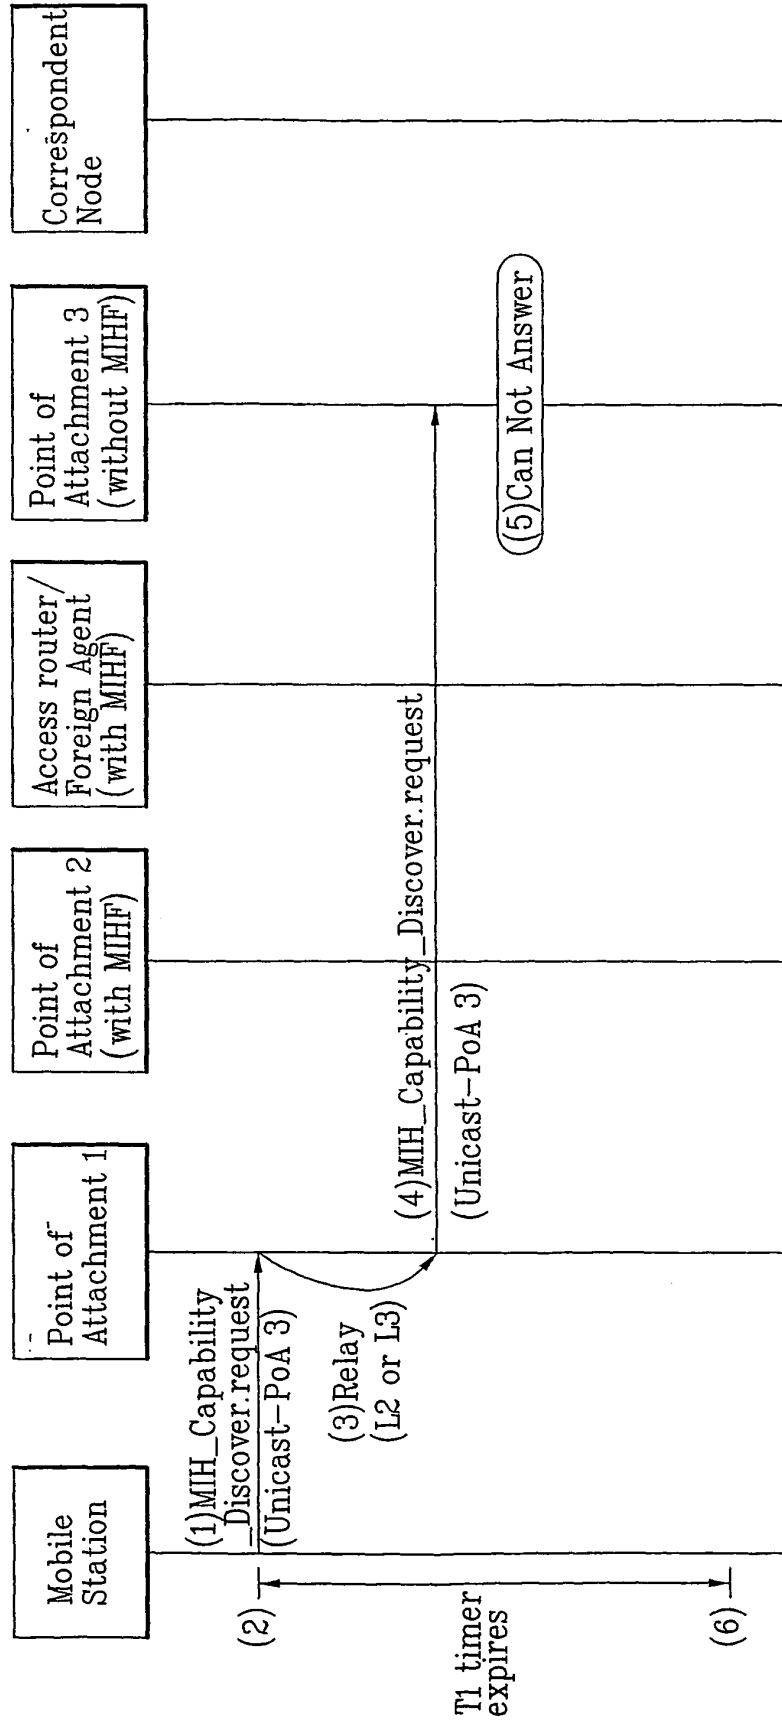 Mobile
Station
Point of
Attachment 1
Point of
Attachment 2
(with MIHF)
Access router/
Foreign Agent
(with MIHF)
Point of
Attachment 3
(without MIHF)
Correspondent
Node
(1)MIH_Capability
_Discover.request
(Unicast-PoA 3)
(2)
(3)Relay
(L2 or L3)
(4)MIH_Capability_Discover.request
(Unicast-PoA 3)
(5)Can Not Answer
T1 timer
expires
(6)